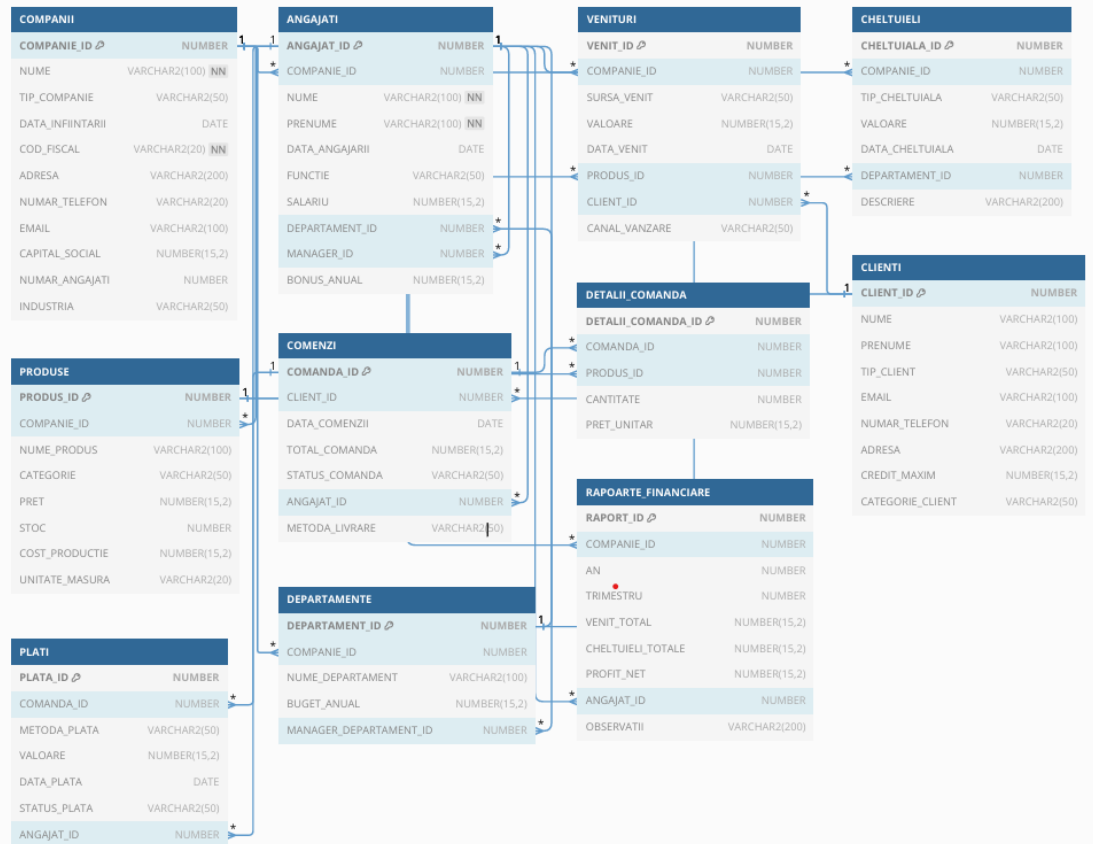 COMPANII
COMPANIE_ID NUMBER
NUME VARCHAR2(100) NN
TIP_COMPANIE VARCHAR2(50)
DATA_INFIINTARII DATE
COD_FISCAL VARCHAR2(20) NN
ADRESA VARCHAR2(200)
NUMAR_TELEFON VARCHAR2(20)
EMAIL VARCHAR2(100)
CAPITAL_SOCIAL NUMBER(15,2)
NUMAR_ANGAJATI NUMBER
INDUSTRIA VARCHAR2(50)
1
1
ANGAJATI
ANGAJAT_ID NUMBER
* COMPANIE_ID NUMBER
NUME VARCHAR2(100) NN
PRENUME VARCHAR2(100) NN
DATA_ANGAJARII DATE
FUNCTIE VARCHAR2(50)
SALARIU NUMBER(15,2)
DEPARTAMENT_ID NUMBER *
MANAGER_ID NUMBER *
BONUS_ANUAL NUMBER(15,2)
1
VENITURI
VENIT_ID NUMBER
* COMPANIE_ID NUMBER
SURSA_VENIT VARCHAR2(50)
VALOARE NUMBER(15,2)
DATA_VENIT DATE
* PRODUS_ID NUMBER
CLIENT_ID NUMBER *
CANAL_VANZARE VARCHAR2(50)
CHELTUIELI
CHELTUIALA_ID NUMBER
* COMPANIE_ID NUMBER
TIP_CHELTUIALA VARCHAR2(50)
VALOARE NUMBER(15,2)
DATA_CHELTUIALA DATE
* DEPARTAMENT_ID NUMBER
DESCRIERE VARCHAR2(200)
CLIENTI
1 CLIENT_ID NUMBER
NUME VARCHAR2(100)
PRENUME VARCHAR2(100)
TIP_CLIENT VARCHAR2(50)
EMAIL VARCHAR2(100)
NUMAR_TELEFON VARCHAR2(20)
ADRESA VARCHAR2(200)
CREDIT_MAXIM NUMBER(15,2)
CATEGORIE_CLIENT VARCHAR2(50)
DETALII_COMANDA
DETALII_COMANDA_ID NUMBER
* COMANDA_ID NUMBER
* PRODUS_ID NUMBER
CANTITATE NUMBER
PRET_UNITAR NUMBER(15,2)
COMENZI
1 COMANDA_ID NUMBER 1
CLIENT_ID NUMBER *
DATA_COMENZII DATE
TOTAL_COMANDA NUMBER(15,2)
STATUS_COMANDA VARCHAR2(50)
ANGAJAT_ID NUMBER *
METODA_LIVRARE VARCHAR2(50)
PRODUSE
PRODUS_ID NUMBER 1
COMPANIE_ID NUMBER *
NUME_PRODUS VARCHAR2(100)
CATEGORIE VARCHAR2(50)
PRET NUMBER(15,2)
STOC NUMBER
COST_PRODUCTIE NUMBER(15,2)
UNITATE_MASURA VARCHAR2(20)
RAPOARTE_FINANCIARE
RAPORT_ID NUMBER
* COMPANIE_ID NUMBER
AN NUMBER
TRIMESTRU NUMBER
VENIT_TOTAL NUMBER(15,2)
CHELTUIELI_TOTALE NUMBER(15,2)
PROFIT_NET NUMBER(15,2)
* ANGAJAT_ID NUMBER
OBSERVATII VARCHAR2(200)
DEPARTAMENTE
DEPARTAMENT_ID NUMBER 1
* COMPANIE_ID NUMBER
NUME_DEPARTAMENT VARCHAR2(100)
BUGET_ANUAL NUMBER(15,2)
MANAGER_DEPARTAMENT_ID NUMBER *
PLATI
PLATA_ID NUMBER
COMANDA_ID NUMBER *
METODA_PLATA VARCHAR2(50)
VALOARE NUMBER(15,2)
DATA_PLATA DATE
STATUS_PLATA VARCHAR2(50)
ANGAJAT_ID NUMBER *